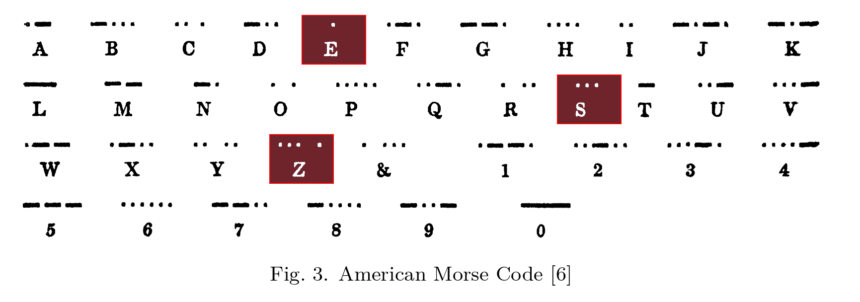 A B C D E F G H I J K
L M N O P Q R S T U V
W X Y Z & 1 2 3 4
5 6 7 8 9 0
Fig. 3. American Morse Code [6]